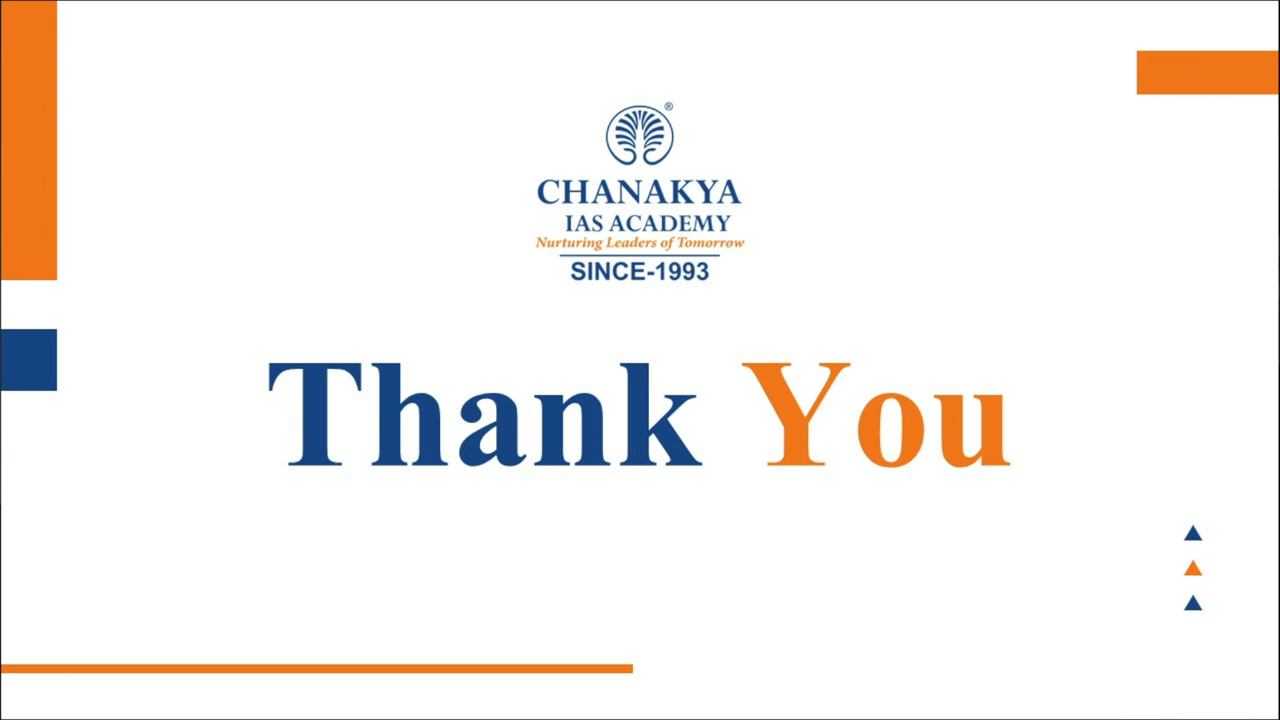 ®
CHANAKYA
IAS ACADEMY
Nurturing Leaders of Tomorrow
SINCE-1993
Thank You